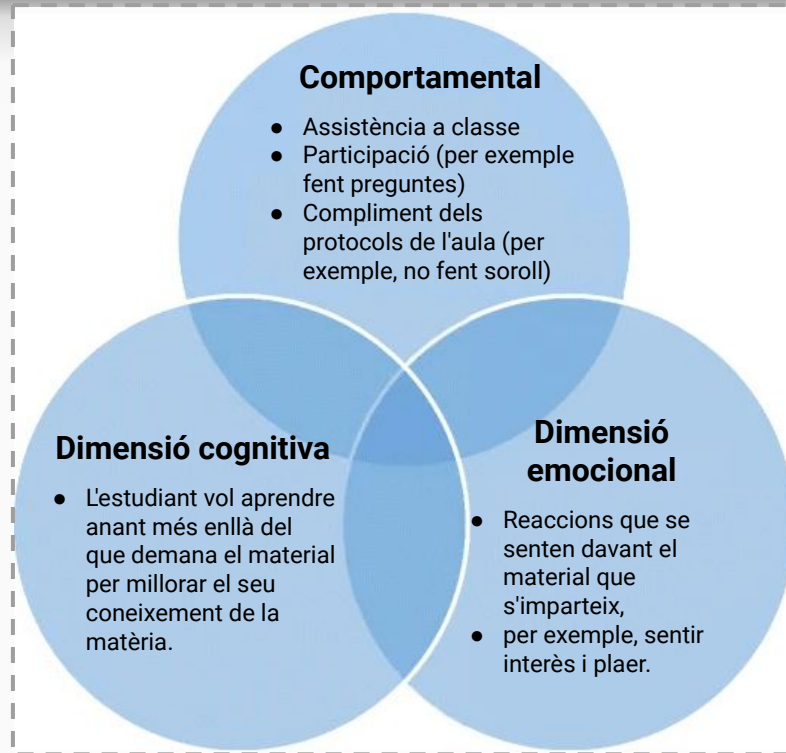 Comportamental
● Assistència a classe
● Participació (per exemple
fent preguntes)
● Compliment dels
protocols de l'aula (per
exemple, no fent soroll)
Dimensió cognitiva
● L'estudiant vol aprendre
anant més enllà del
que demana el material
per millorar el seu
coneixement de la
matèria.
Dimensió
emocional
● Reaccions que se
senten davant el
material que
s'imparteix,
● per exemple, sentir
interès i plaer.